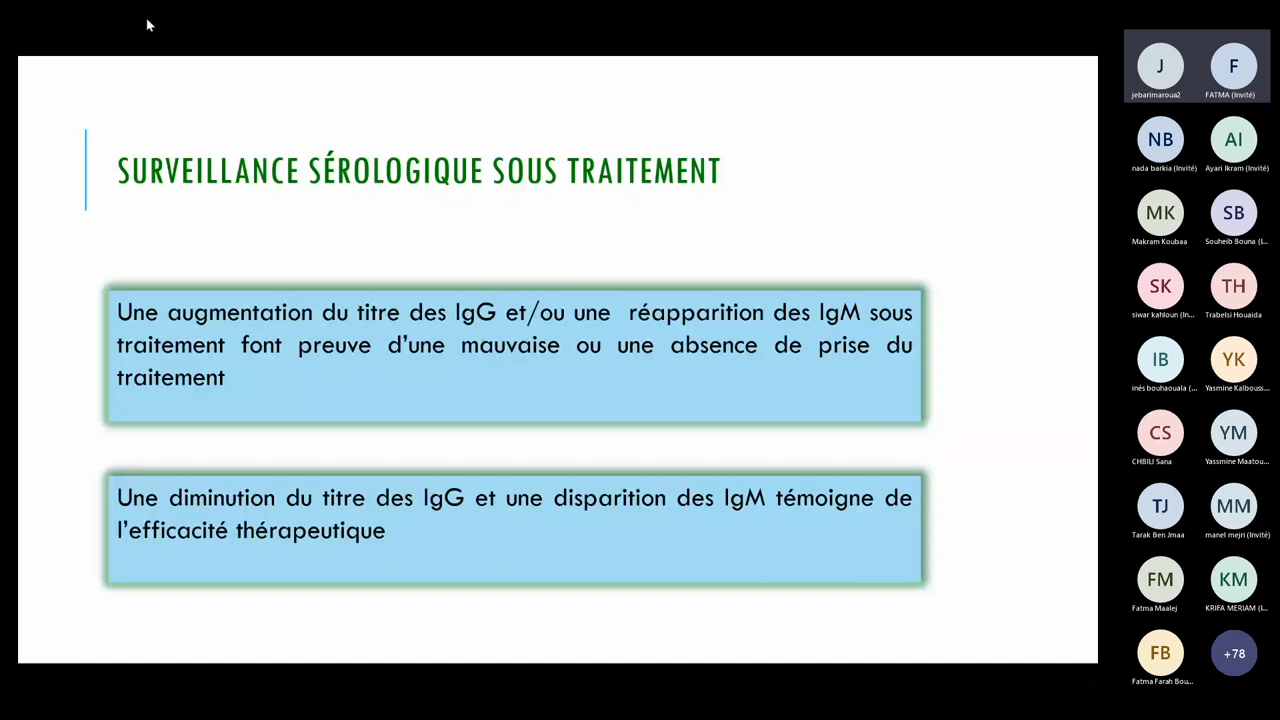 SURVEILLANCE SÉROLOGIQUE SOUS TRAITEMENT
Une augmentation du titre des IgG et/ou une réapparition des IgM sous
traitement font preuve d’une mauvaise ou une absence de prise du
traitement
Une diminution du titre des IgG et une disparition des IgM témoigne de
l’efficacité thérapeutique
J F
jebarimaroua2 FATMA (Invité)
NB AI
nada barkia (Invité) Ayari Ikram (Invité)
MK SB
Makram Koubaa Souheib Bouna (L...
SK TH
siwar kahloun (In... Trabelsi Houaida
IB YK
inés bouhaouala (... Yasmine Kalbouss...
CS YM
CHBILI Sana Yassmine Maatou...
TJ MM
Tarak Ben Jmaa manel mejri (Invité)
FM KM
Fatma Maalej KRIFA MERIAM (L...
FB +78
Fatma Farah Bou...